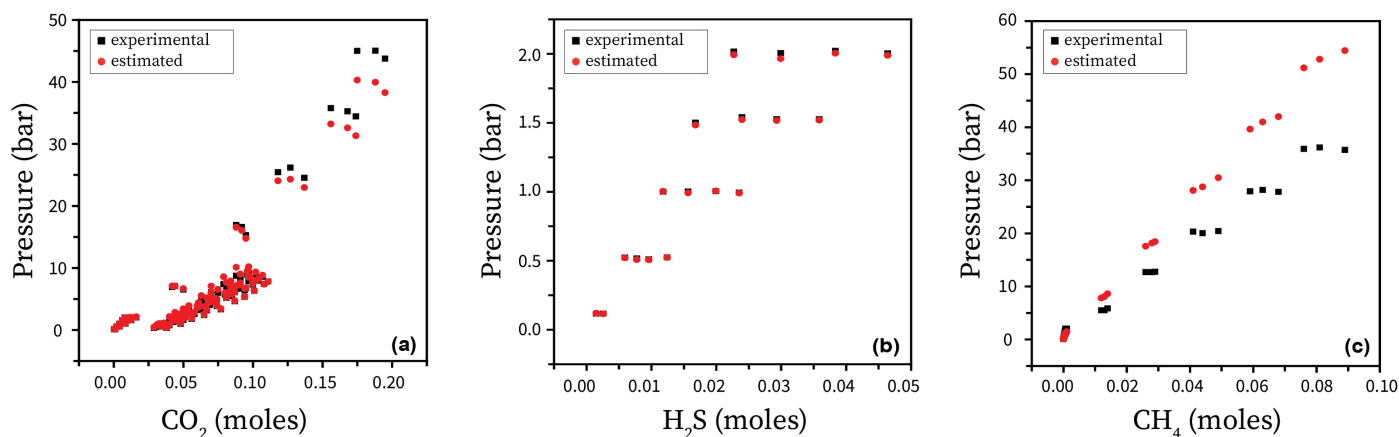 50
40
30
20
10
0
Pressure (bar)
experimental
estimated
(a)
0.00
0.05
0.10
0.15
0.20
CO₂ (moles)
2.0
1.5
1.0
0.5
0.0
Pressure (bar)
experimental
estimated
(b)
0.00
0.01
0.02
0.03
0.04
0.05
H₂S (moles)
60
50
40
30
20
10
0
Pressure (bar)
experimental
estimated
(c)
0.00
0.02
0.04
0.06
0.08
0.10
CH₄ (moles)